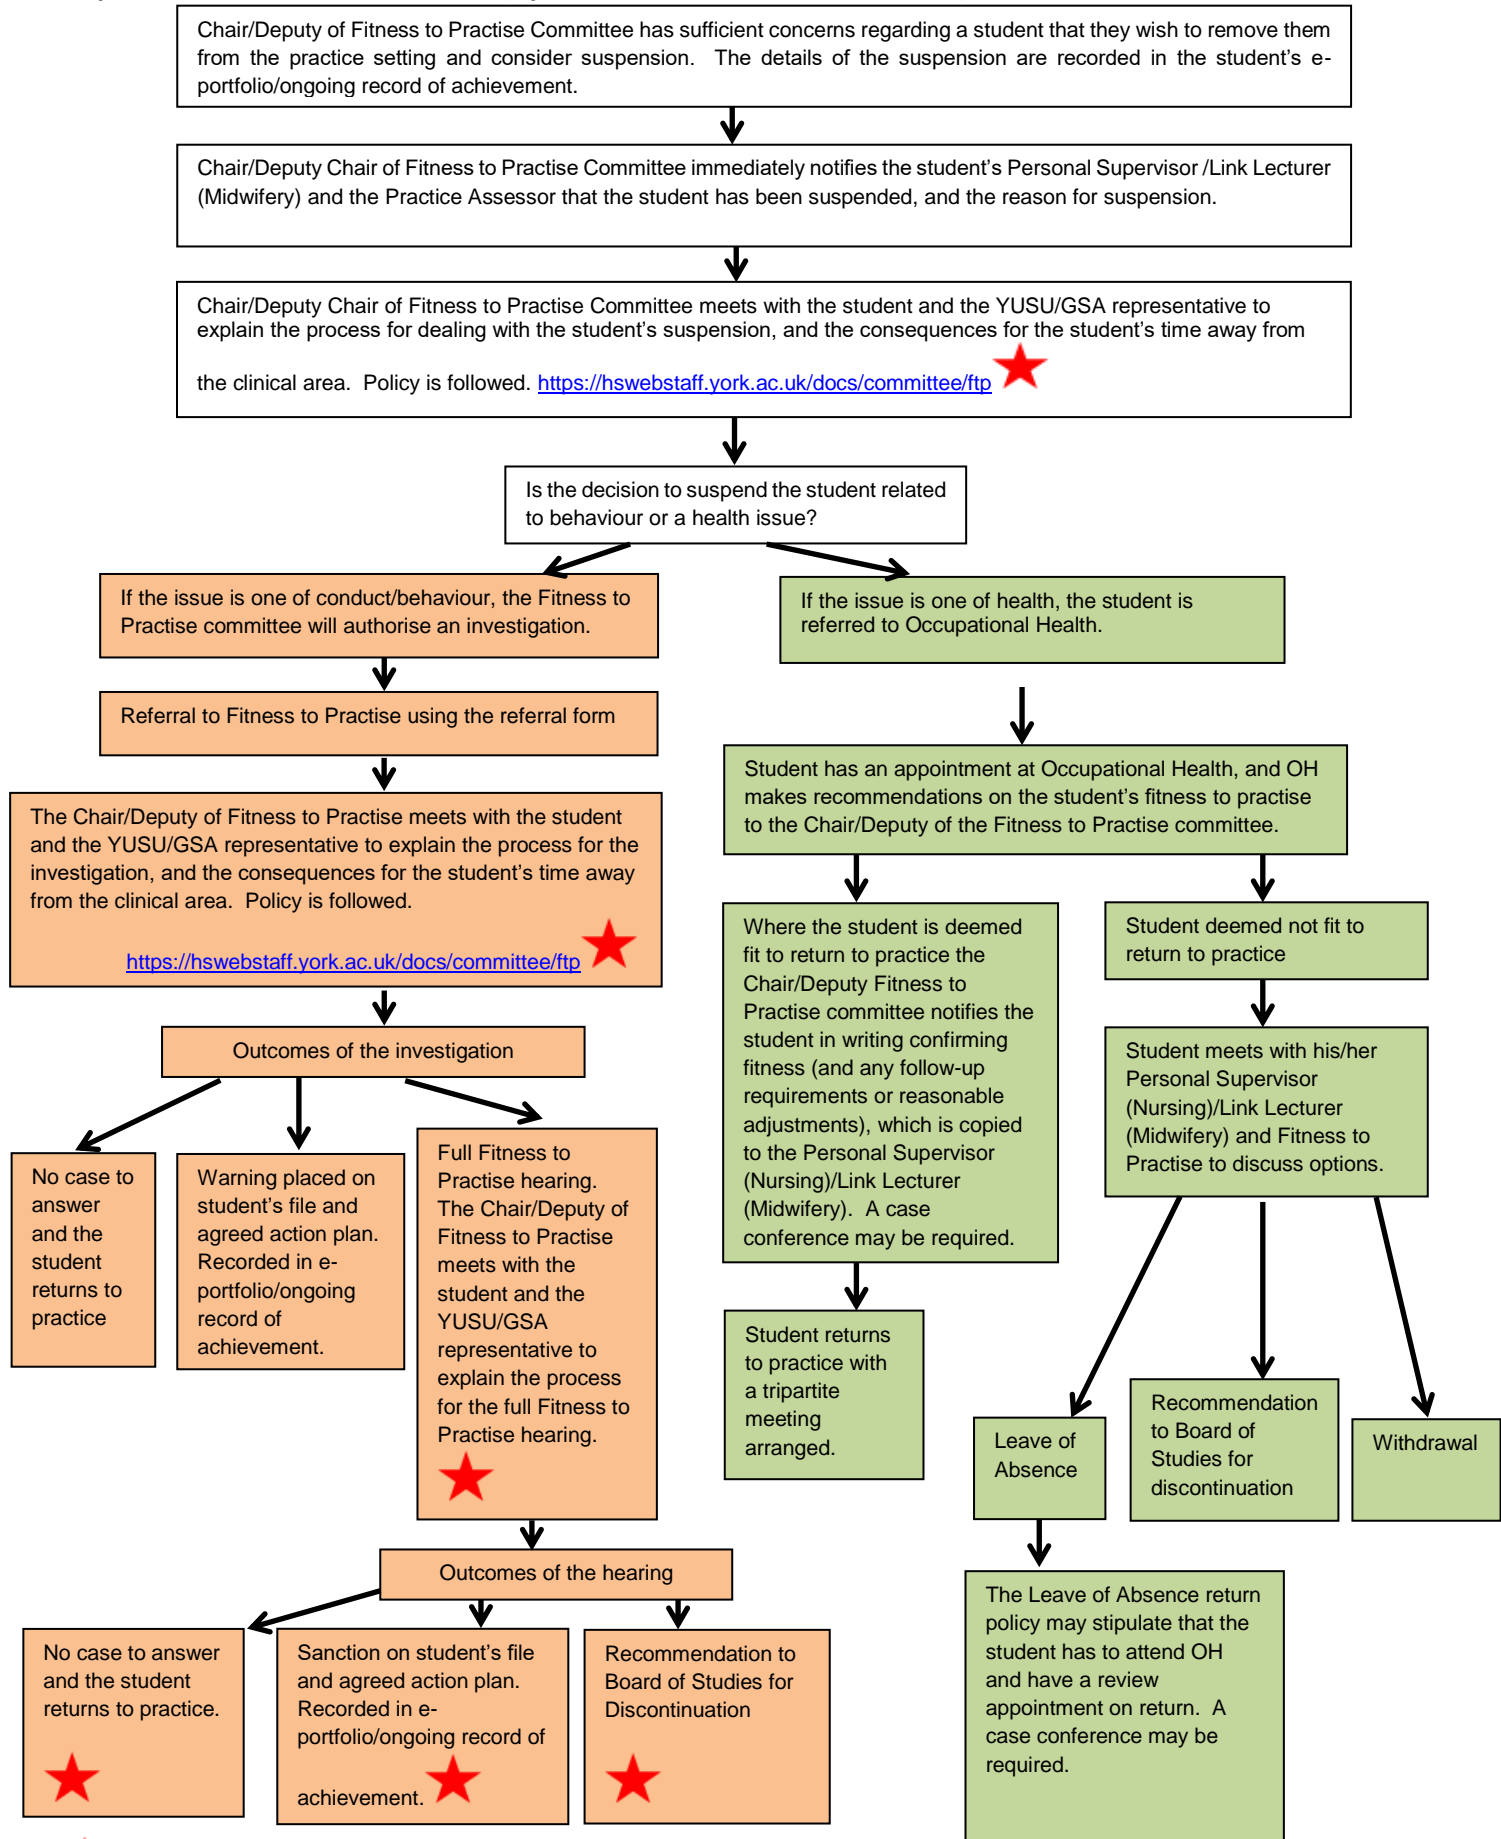 Chair/Deputy of Fitness to Practise Committee has sufficient concerns regarding a student that they wish to remove them
from the practice setting and consider suspension. The details of the suspension are recorded in the student's e-
portfolio/ongoing record of achievement.
Chair/Deputy Chair of Fitness to Practise Committee immediately notifies the student's Personal Supervisor /Link Lecturer
(Midwifery) and the Practice Assessor that the student has been suspended, and the reason for suspension.
Chair/Deputy Chair of Fitness to Practise Committee meets with the student and the YUSU/GSA representative to
explain the process for dealing with the student's suspension, and the consequences for the student's time away from
the clinical area. Policy is followed. https://hswebstaff.york.ac.uk/docs/committee/ftp
Is the decision to suspend the student related
to behaviour or a health issue?
If the issue is one of conduct/behaviour, the Fitness to
Practise committee will authorise an investigation.
Referral to Fitness to Practise using the referral form
The Chair/Deputy of Fitness to Practise meets with the student
and the YUSU/GSA representative to explain the process for the
investigation, and the consequences for the student's time away
from the clinical area. Policy is followed.
https://hswebstaff.york.ac.uk/docs/committee/ftp
Outcomes of the investigation
No case to
answer
and the
student
returns to
practice
Warning placed on
student's file and
agreed action plan.
Recorded in e-
portfolio/ongoing
record of
achievement.
Full Fitness to
Practise hearing.
The Chair/Deputy of
Fitness to Practise
meets with the
student and the
YUSU/GSA
representative to
explain the process
for the full Fitness to
Practise hearing.
Outcomes of the hearing
No case to answer
and the student
returns to practice.
Sanction on student's file
and agreed action plan.
Recorded in e-
portfolio/ongoing record of
achievement.
Recommendation to
Board of Studies for
Discontinuation
If the issue is one of health, the student is
referred to Occupational Health.
Student has an appointment at Occupational Health, and OH
makes recommendations on the student's fitness to practise
to the Chair/Deputy of the Fitness to Practise committee.
Where the student is deemed
fit to return to practice the
Chair/Deputy Fitness to
Practise committee notifies the
student in writing confirming
fitness (and any follow-up
requirements or reasonable
adjustments), which is copied
to the Personal Supervisor
(Nursing)/Link Lecturer
(Midwifery). A case
conference may be required.
Student returns
to practice with
a tripartite
meeting
arranged.
Student deemed not fit to
return to practice
Student meets with his/her
Personal Supervisor
(Nursing)/Link Lecturer
(Midwifery) and Fitness to
Practise to discuss options.
Leave of
Absence
Recommendation
to Board of
Studies for
discontinuation
Withdrawal
The Leave of Absence return
policy may stipulate that the
student has to attend OH
and have a review
appointment on return. A
case conference may be
required.